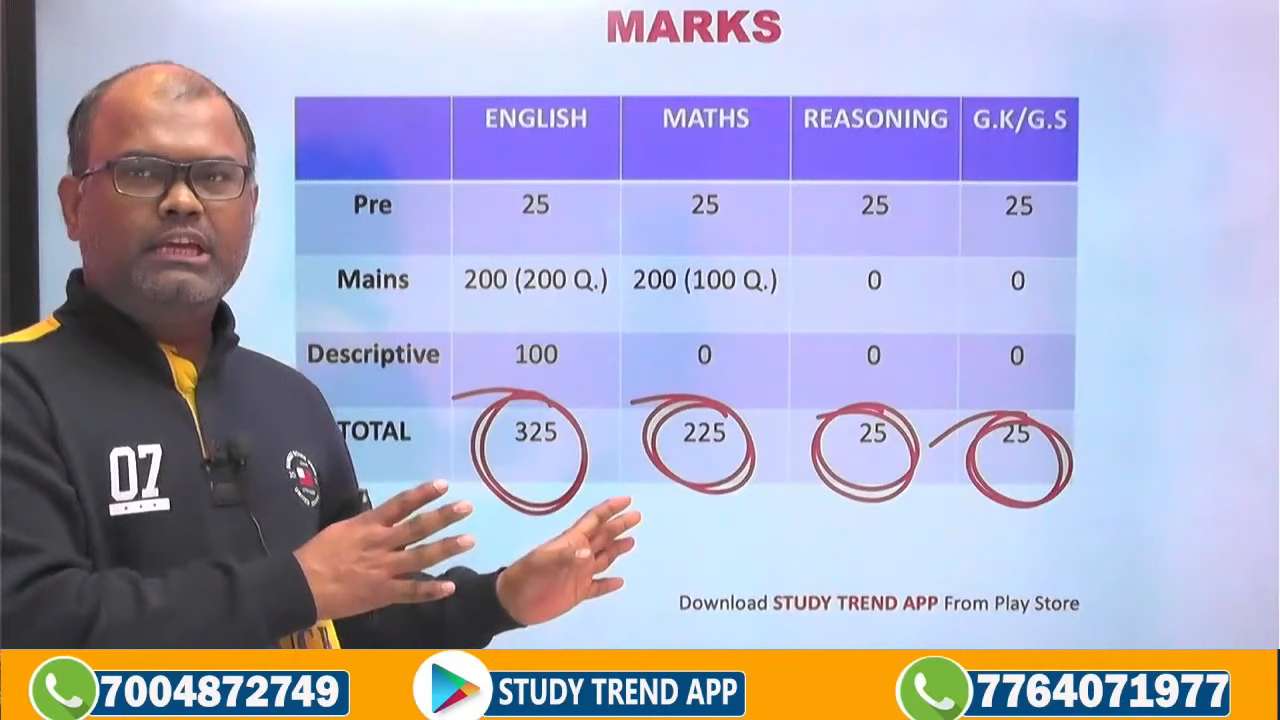 MARKS
ENGLISH MATHS REASONING G.K/G.S
Pre 25 25 25 25
Mains 200 (200 Q.) 200 (100 Q.) 0 0
Descriptive 100 0 0 0
TOTAL 325 225 25 25
07
Download STUDY TREND APP From Play Store
7004872749 STUDY TREND APP 7764071977